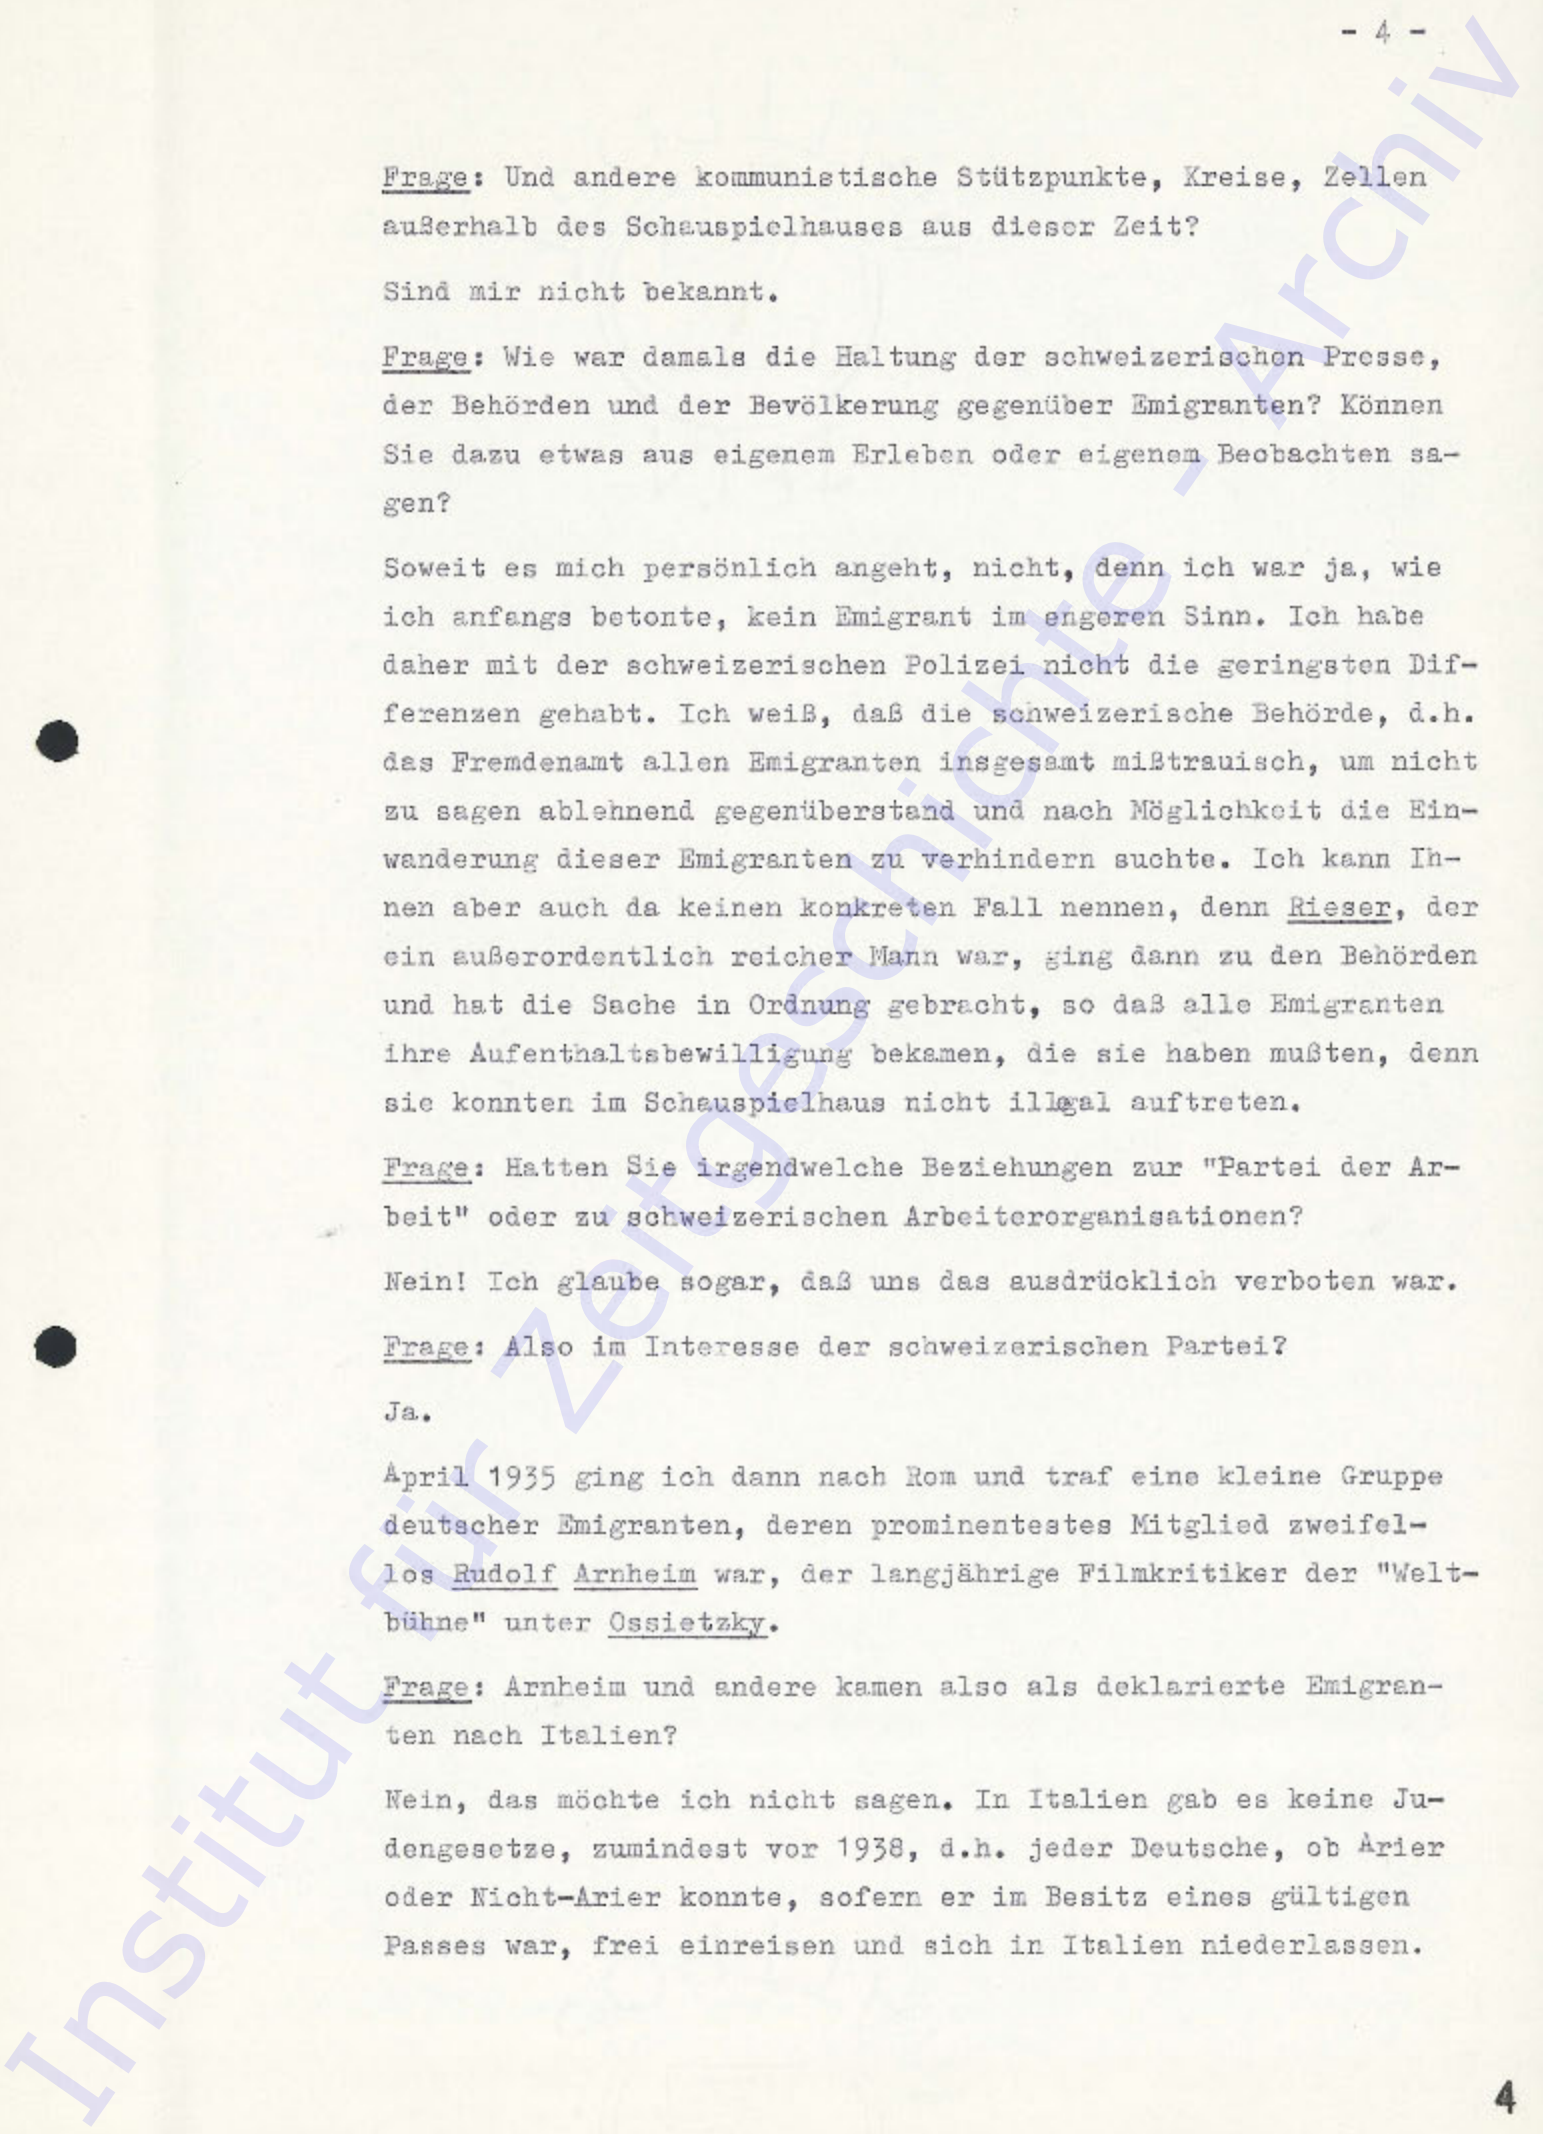 - 4 -
Frage: Und andere kommunistische Stützpunkte, Kreise, Zellen
außerhalb des Schauspielhauses aus dieser Zeit?
Sind mir nicht bekannt.
Frage: Wie war damals die Haltung der schweizerischen Presse,
der Behörden und der Bevölkerung gegenüber Emigranten? Können
Sie dazu etwas aus eigenem Erleben oder eigenem Beobachten sa-
gen?
Soweit es mich persönlich angeht, nicht, denn ich war ja, wie
ich anfangs betonte, kein Emigrant im engeren Sinn. Ich habe
daher mit der schweizerischen Polizei nicht die geringsten Dif-
ferenzen gehabt. Ich weiß, daß die schweizerische Behörde, d.h.
das Fremdenamt allen Emigranten insgesamt mißtrauisch, um nicht
zu sagen ablehnend gegenüberstand und nach Möglichkeit die Ein-
wanderung dieser Emigranten zu verhindern suchte. Ich kann Ih-
nen aber auch da keinen konkreten Fall nennen, denn Rieser, der
ein außerordentlich reicher Mann war, ging dann zu den Behörden
und hat die Sache in Ordnung gebracht, so daß alle Emigranten
ihre Aufenthaltsbewilligung bekamen, die sie haben mußten, denn
sie konnten im Schauspielhaus nicht illegal auftreten.
Frage: Hatten Sie irgendwelche Beziehungen zur "Partei der Ar-
beit" oder zu schweizerischen Arbeiterorganisationen?
Nein! Ich glaube sogar, daß uns das ausdrücklich verboten war.
Frage: Also im Interesse der schweizerischen Partei?
Ja.
April 1935 ging ich dann nach Rom und traf eine kleine Gruppe
deutscher Emigranten, deren prominentestes Mitglied zweifel-
los Rudolf Arnheim war, der langjährige Filmkritiker der "Welt-
bühne" unter Ossietzky.
Frage: Arnheim und andere kamen also als deklarierte Emigran-
ten nach Italien?
Nein, das möchte ich nicht sagen. In Italien gab es keine Ju-
dengesetze, zumindest vor 1938, d.h. jeder Deutsche, ob Arier
oder Nicht-Arier konnte, sofern er im Besitz eines gültigen
Passes war, frei einreisen und sich in Italien niederlassen.
4
Institut für Zeitgeschichte - Archiv